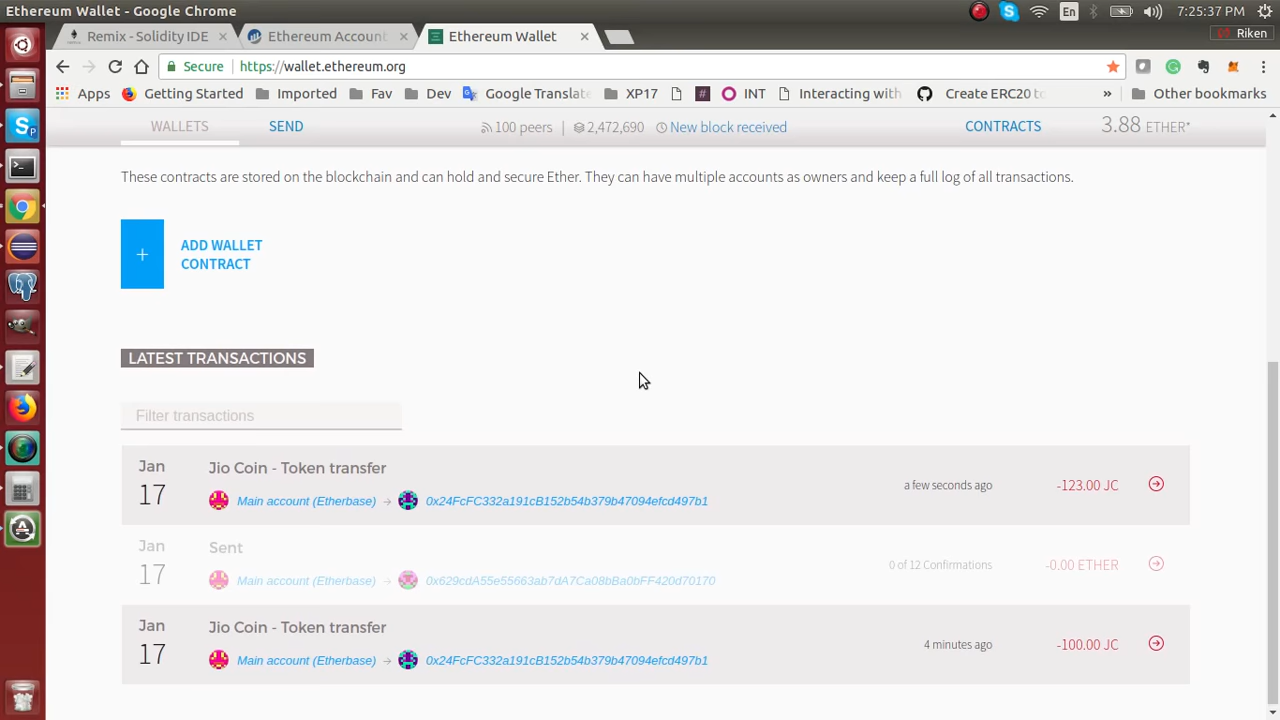 Ethereum Wallet - Google Chrome
En
7:25:37 PM
Remix - Solidity IDE
Ethereum Account
Ethereum Wallet
Riken
Secure
https://wallet.ethereum.org
Apps
Getting Started
Imported
Fav
Dev
Google Translat
XP17
INT
Interacting with
Create ERC20 to
»
Other bookmarks
WALLETS
SEND
100 peers | 2,472,690
New block received
CONTRACTS
3.88 ETHER*
These contracts are stored on the blockchain and can hold and secure Ether. They can have multiple accounts as owners and keep a full log of all transactions.
+
ADD WALLET
CONTRACT
LATEST TRANSACTIONS
Filter transactions
Jan
17
Jio Coin - Token transfer
Main account (Etherbase) → 0x24FcFC332a191cB152b54b379b47094efcd497b1
a few seconds ago
-123.00 JC
Jan
17
Sent
Main account (Etherbase) → 0x629cdA55e55663ab7dA7Ca08bBa0bFF420d70170
0 of 12 Confirmations
-0.00 ETHER
Jan
17
Jio Coin - Token transfer
Main account (Etherbase) → 0x24FcFC332a191cB152b54b379b47094efcd497b1
4 minutes ago
-100.00 JC